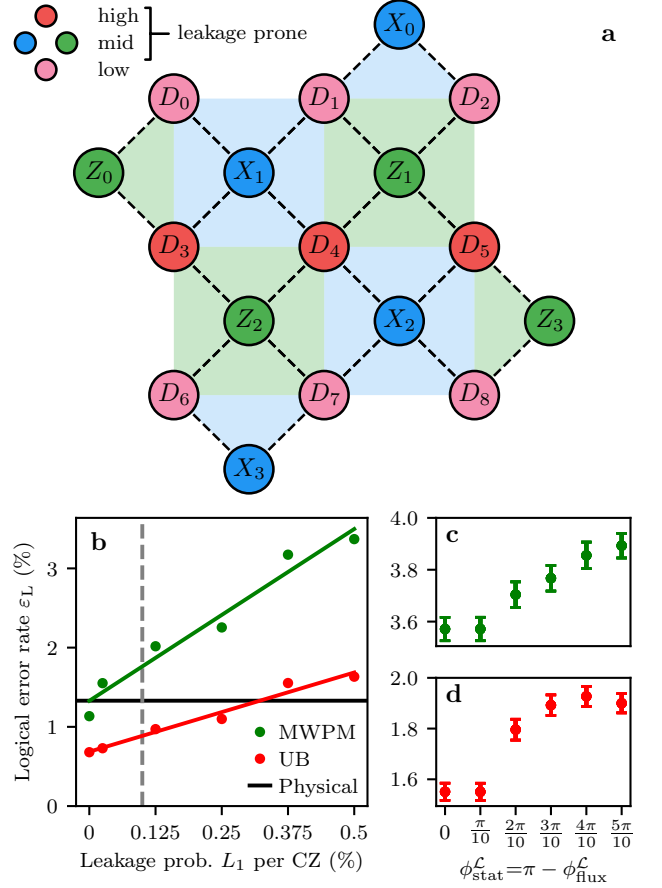 high
mid
low
leakage prone
a
X₀
D₀ D₁ D₂
Z₀ X₁ Z₁
D₃ D₄ D₅
Z₂ X₂ Z₃
D₆ D₇ D₈
X₃
b
Logical error rate ε_L (%)
3
2
1
0
MWPM
UB
Physical
0 0.125 0.25 0.375 0.5
Leakage prob. L₁ per CZ (%)
c
4.0
3.8
3.6
d
2.0
1.8
1.6
0 π/10 2π/10 3π/10 4π/10 5π/10
ϕ^ℒ_stat=π − ϕ^ℒ_flux